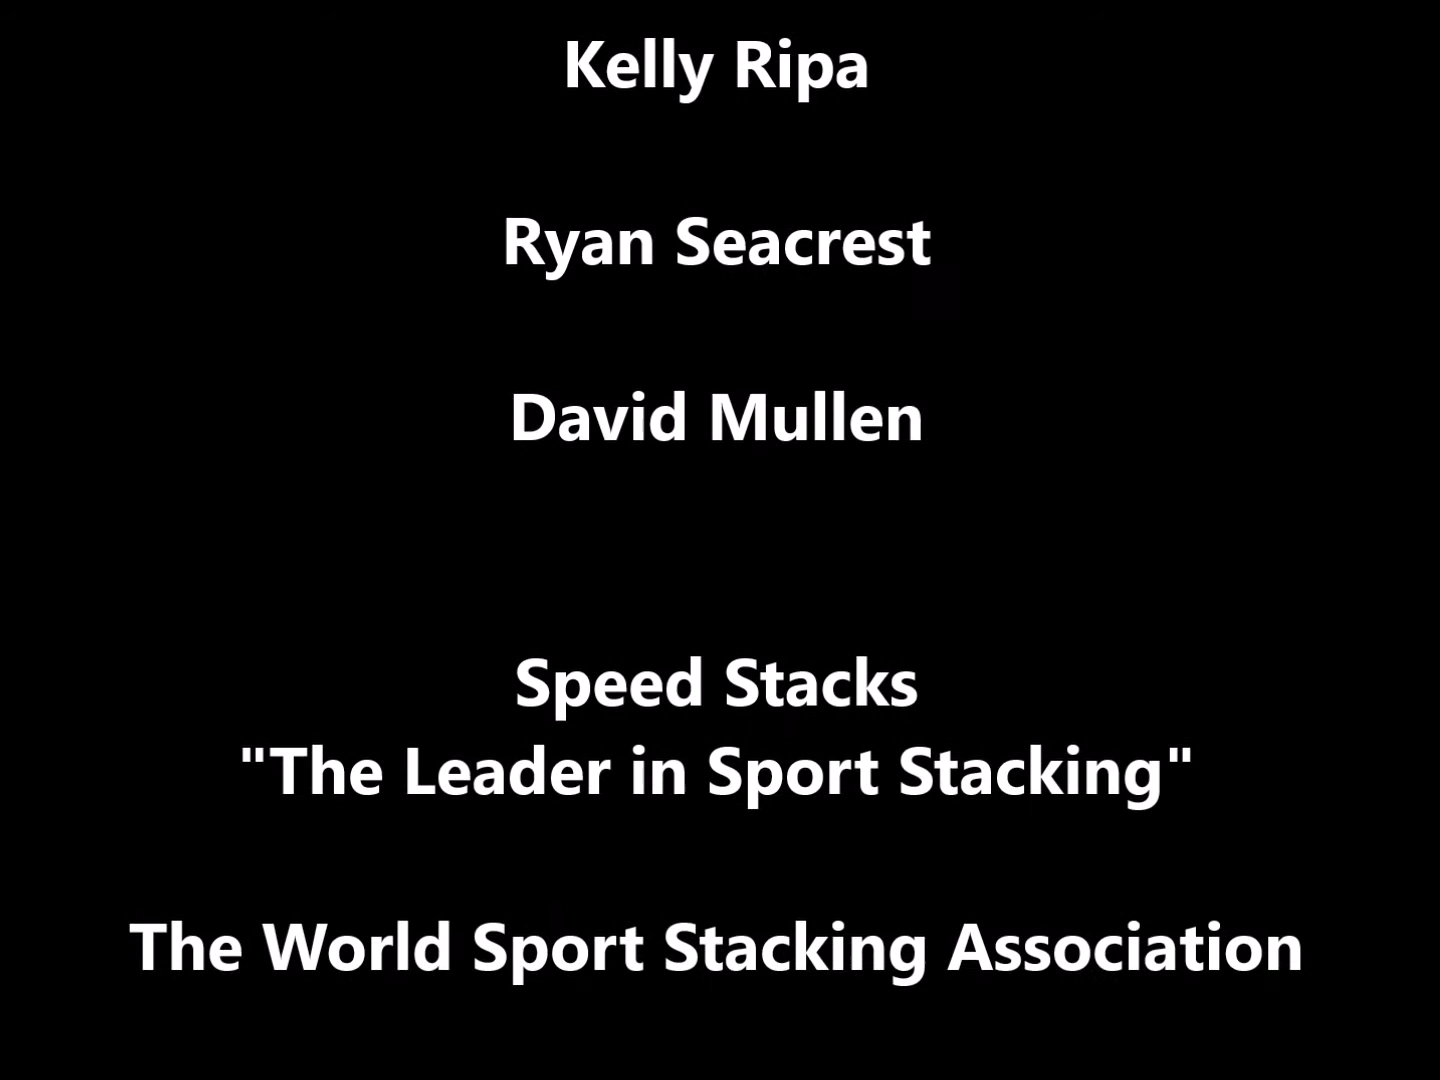 Kelly Ripa
Ryan Seacrest
David Mullen
Speed Stacks
"The Leader in Sport Stacking"
The World Sport Stacking Association